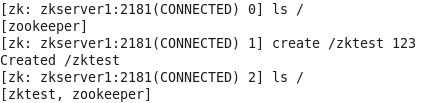 [zk: zkserver1:2181(CONNECTED) 0] ls /
[zookeeper]
[zk: zkserver1:2181(CONNECTED) 1] create /zktest 123
Created /zktest
[zk: zkserver1:2181(CONNECTED) 2] ls /
[zktest, zookeeper]